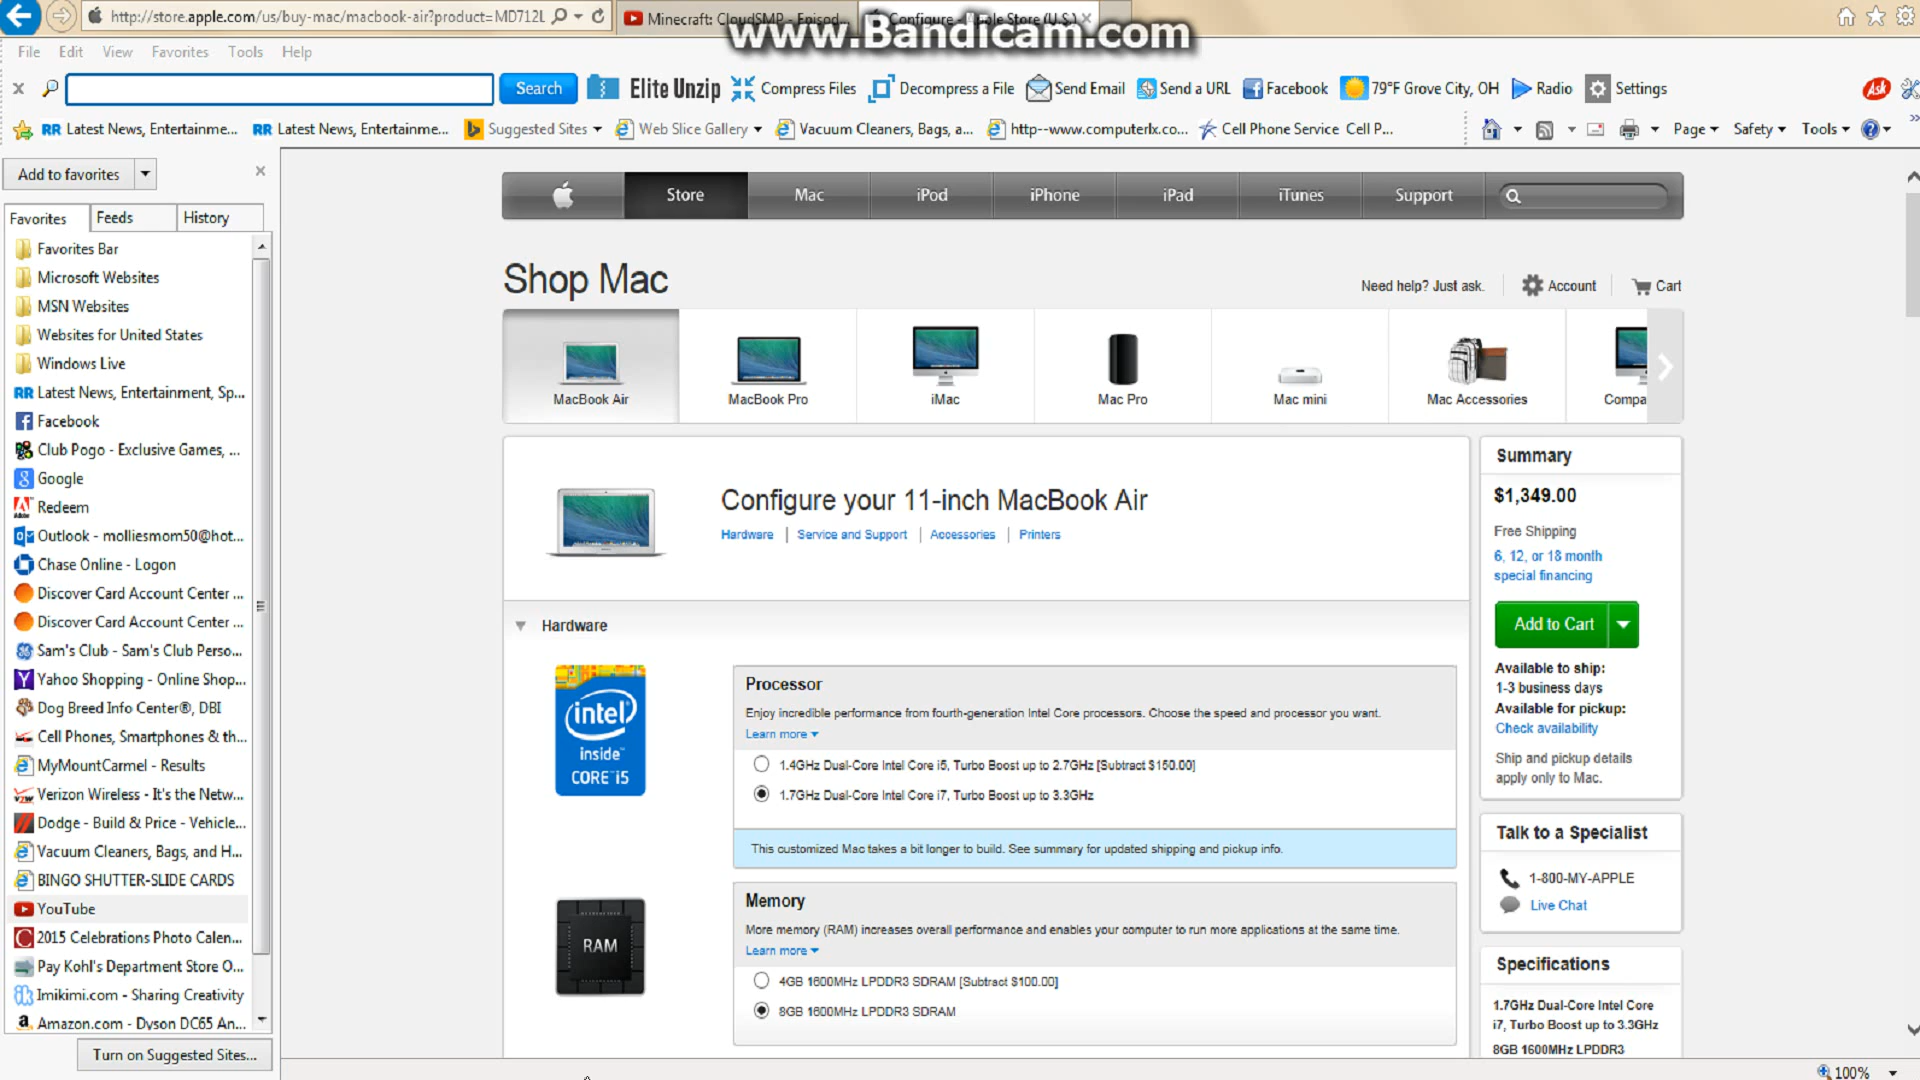 http://store.apple.com/us/buy-mac/macbook-air?product=MD712L
Minecraft: CloudSMP - Episod...
Configure - Apple Store (U.S.)
www.Bandicam.com
File Edit View Favorites Tools Help
Search
Elite Unzip
Compress Files
Decompress a File
Send Email
Send a URL
Facebook
79°F Grove City, OH
Radio
Settings
Ask
RR Latest News, Entertainme...
RR Latest News, Entertainme...
Suggested Sites
Web Slice Gallery
Vacuum Cleaners, Bags, a...
http--www.computerlx.co...
Cell Phone Service Cell P...
Page
Safety
Tools
Add to favorites
Favorites
Feeds
History
Favorites Bar
Microsoft Websites
MSN Websites
Websites for United States
Windows Live
RR Latest News, Entertainment, Sp...
Facebook
Club Pogo - Exclusive Games, ...
Google
Redeem
Outlook - molliesmom50@hot...
Chase Online - Logon
Discover Card Account Center ...
Discover Card Account Center ...
Sam's Club - Sam's Club Perso...
Yahoo Shopping - Online Shop...
Dog Breed Info Center®, DBI
Cell Phones, Smartphones & th...
MyMountCarmel - Results
Verizon Wireless - It's the Netw...
Dodge - Build & Price - Vehicle...
Vacuum Cleaners, Bags, and H...
BINGO SHUTTER-SLIDE CARDS
YouTube
2015 Celebrations Photo Calen...
Pay Kohl's Department Store O...
Imikimi.com - Sharing Creativity
Amazon.com - Dyson DC65 An...
Turn on Suggested Sites...
Store
Mac
iPod
iPhone
iPad
iTunes
Support
Shop Mac
Need help? Just ask.
Account
Cart
MacBook Air
MacBook Pro
iMac
Mac Pro
Mac mini
Mac Accessories
Compa
Configure your 11-inch MacBook Air
Hardware | Service and Support | Accessories | Printers
Hardware
intel
inside™
CORE i5
Processor
Enjoy incredible performance from fourth-generation Intel Core processors. Choose the speed and processor you want.
Learn more
1.4GHz Dual-Core Intel Core i5, Turbo Boost up to 2.7GHz [Subtract $150.00]
1.7GHz Dual-Core Intel Core i7, Turbo Boost up to 3.3GHz
This customized Mac takes a bit longer to build. See summary for updated shipping and pickup info.
RAM
Memory
More memory (RAM) increases overall performance and enables your computer to run more applications at the same time.
Learn more
4GB 1600MHz LPDDR3 SDRAM [Subtract $100.00]
8GB 1600MHz LPDDR3 SDRAM
Summary
$1,349.00
Free Shipping
6, 12, or 18 month
special financing
Add to Cart
Available to ship:
1-3 business days
Available for pickup:
Check availability
Ship and pickup details
apply only to Mac.
Talk to a Specialist
1-800-MY-APPLE
Live Chat
Specifications
1.7GHz Dual-Core Intel Core
i7, Turbo Boost up to 3.3GHz
8GB 1600MHz LPDDR3
100%